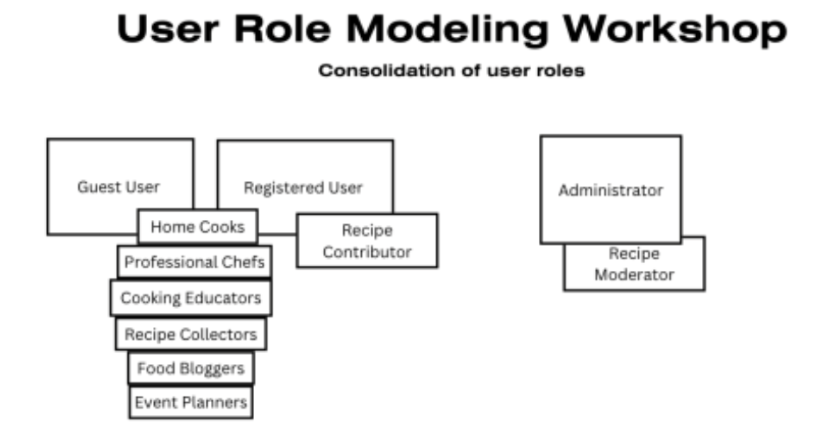 User Role Modeling Workshop
Consolidation of user roles
Guest User
Registered User
Administrator
Home Cooks
Recipe
Contributor
Professional Chefs
Recipe
Moderator
Cooking Educators
Recipe Collectors
Food Bloggers
Event Planners